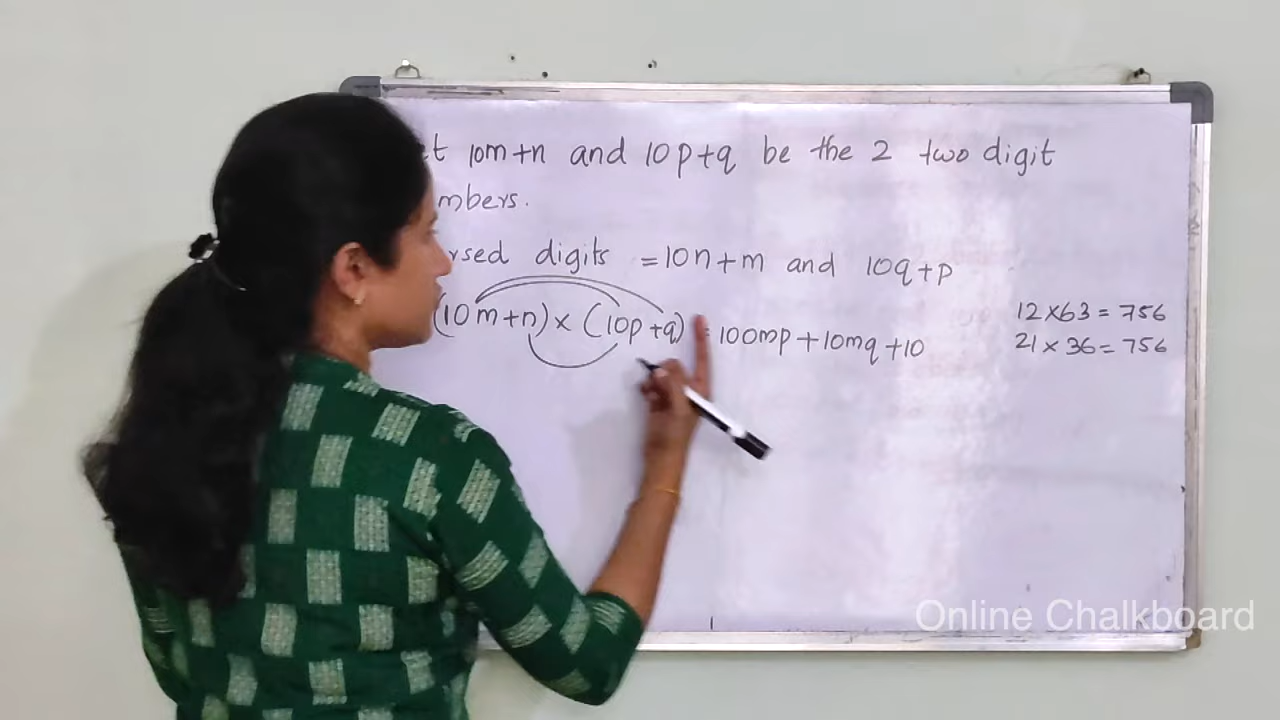 et 10m+n and 10p+q be the 2 two digit
mbers.
rsed digits = 10n+m and 10q+p
(10m+n) × (10p+q) = 100mp + 10mq + 10
12 × 63 = 756
21 × 36 = 756
Online Chalkboard